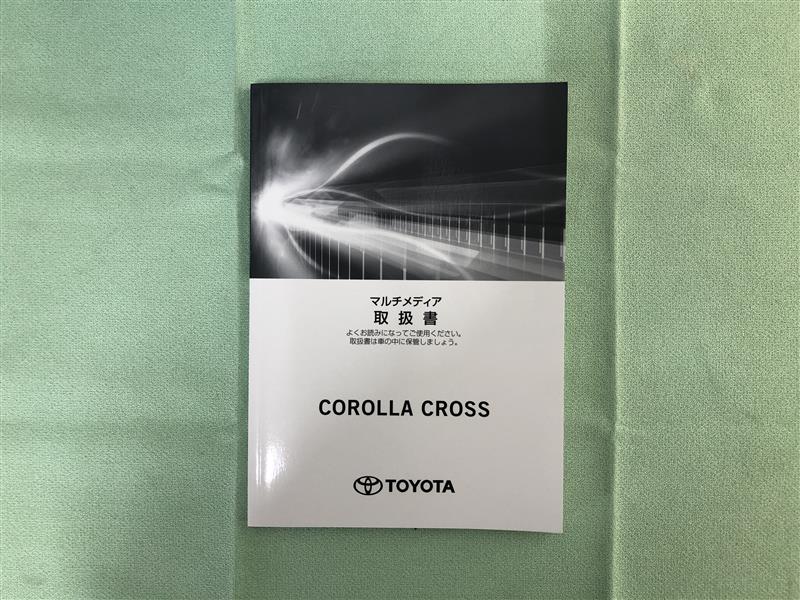 マルチメディア
取扱書
よくお読みになってご使用ください。
取扱書は車の中に保管しましょう。
COROLLA CROSS
TOYOTA